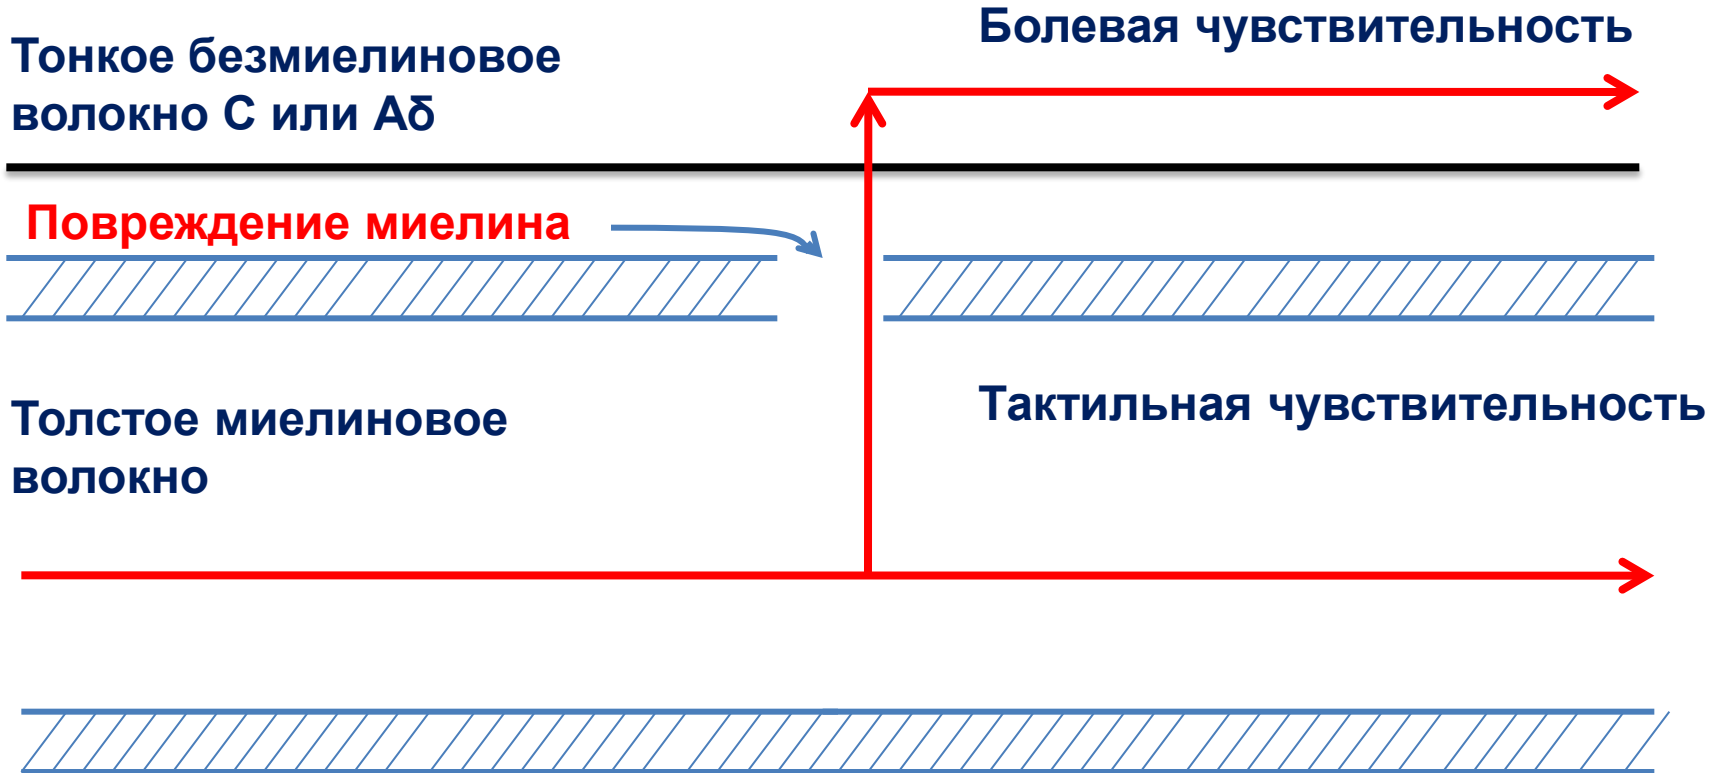 Болевая чувствительность
Тонкое безмиелиновое
волокно С или Аδ
Повреждение миелина
Тактильная чувствительность
Толстое миелиновое
волокно